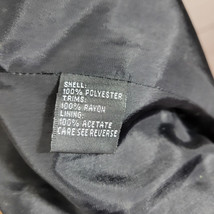 SHELL:
100% POLYESTER
TRIMS:
100% RAYON
LINING:
100% ACETATE
CARE SEE REVERSE